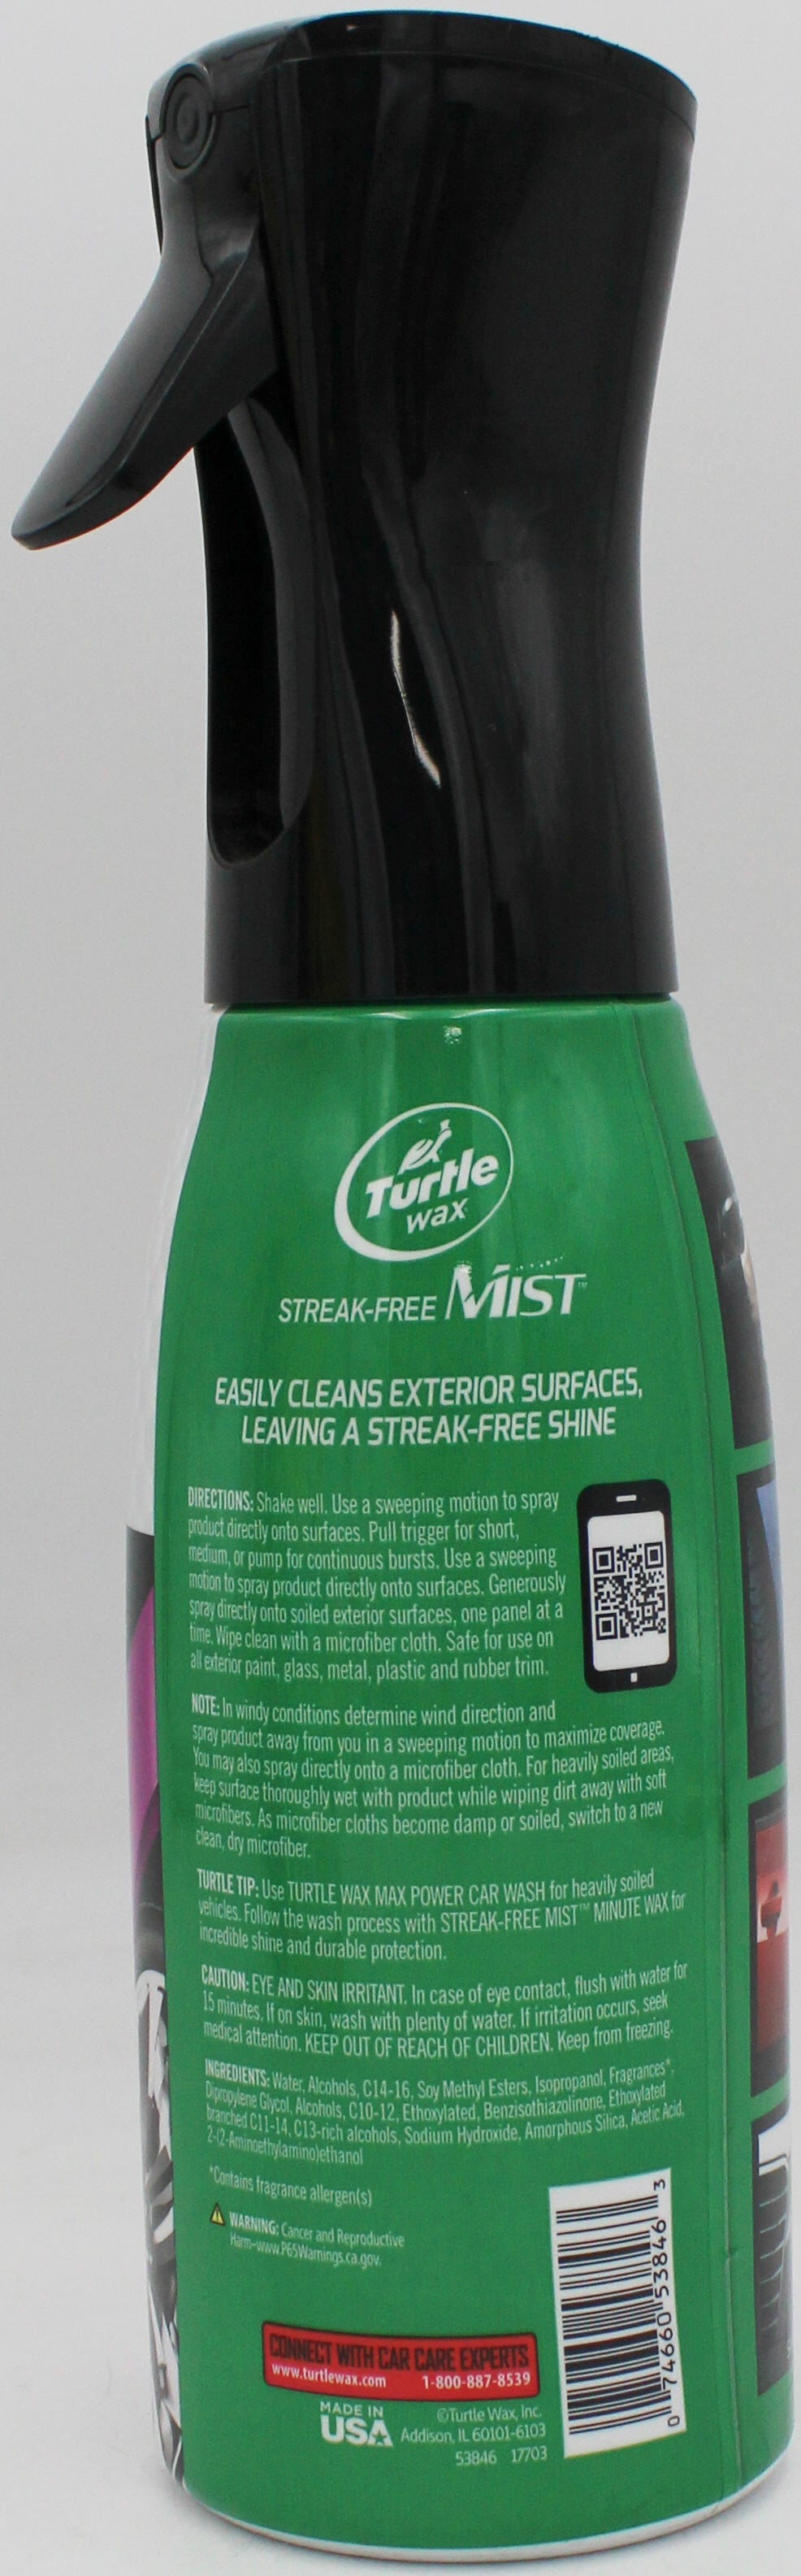 Turtle
wax
STREAK-FREE MIST™
EASILY CLEANS EXTERIOR SURFACES,
LEAVING A STREAK-FREE SHINE
DIRECTIONS: Shake well. Use a sweeping motion to spray
product directly onto surfaces. Pull trigger for short,
medium, or pump for continuous bursts. Use a sweeping
motion to spray product directly onto surfaces. Generously
spray directly onto soiled exterior surfaces, one panel at a
time. Wipe clean with a microfiber cloth. Safe for use on
all exterior paint, glass, metal, plastic and rubber trim.
NOTE: In windy conditions determine wind direction and
spray product away from you in a sweeping motion to maximize coverage.
You may also spray directly onto a microfiber cloth. For heavily soiled areas,
keep surface thoroughly wet with product while wiping dirt away with soft
microfibers. As microfiber cloths become damp or soiled, switch to a new
clean, dry microfiber.
TURTLE TIP: Use TURTLE WAX MAX POWER CAR WASH for heavily soiled
vehicles. Follow the wash process with STREAK-FREE MIST™ MINUTE WAX for
incredible shine and durable protection.
CAUTION: EYE AND SKIN IRRITANT. In case of eye contact, flush with water for
15 minutes. If on skin, wash with plenty of water. If irritation occurs, seek
medical attention. KEEP OUT OF REACH OF CHILDREN. Keep from freezing.
INGREDIENTS: Water, Alcohols, C14-16, Soy Methyl Esters, Isopropanol, Fragrances*,
Dipropylene Glycol, Alcohols, C10-12, Ethoxylated, Benzisothiazolinone, Ethoxylated
branched C11-14, C13-rich alcohols, Sodium Hydroxide, Amorphous Silica, Acetic Acid,
2-(2-Aminoethylamino)ethanol
*Contains fragrance allergen(s)
WARNING: Cancer and Reproductive
Harm-www.P65Warnings.ca.gov.
0 74660 53846 3
CONNECT WITH CAR CARE EXPERTS
www.turtlewax.com 1-800-887-8539
MADE IN
USA
©Turtle Wax, Inc.
Addison, IL 60101-6103
53846 17703